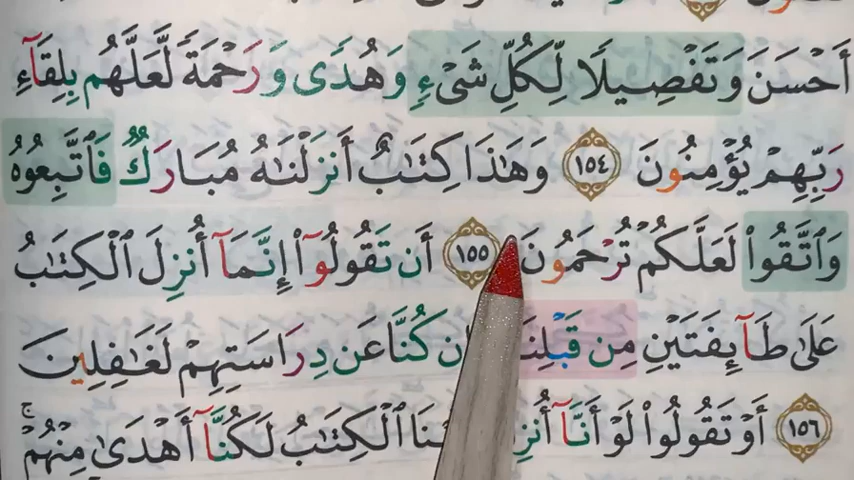 أَحْسَنَ وَتَفْصِيلًا لِّكُلِّ شَىْءٍ وَهُدًى وَرَحْمَةً لَّعَلَّهُم بِلِقَآءِ
رَبِّهِمْ يُؤْمِنُونَ ١٥٤ وَهَٰذَا كِتَٰبٌ أَنزَلْنَٰهُ مُبَارَكٌ فَٱتَّبِعُوهُ
وَٱتَّقُوا۟ لَعَلَّكُمْ تُرْحَمُونَ ١٥٥ أَن تَقُولُوٓا۟ إِنَّمَآ أُنزِلَ ٱلْكِتَٰبُ
عَلَىٰ طَآئِفَتَيْنِ مِن كُنَّا عَن دِرَاسَتِهِمْ لَغَٰفِلِينَ
١٥٦ أَوْ تَقُولُوا۟ لَوْ أَنَّآ ٱلْكِتَٰبُ لَكُنَّآ أَهْدَىٰ مِنْهُمْ ۚ